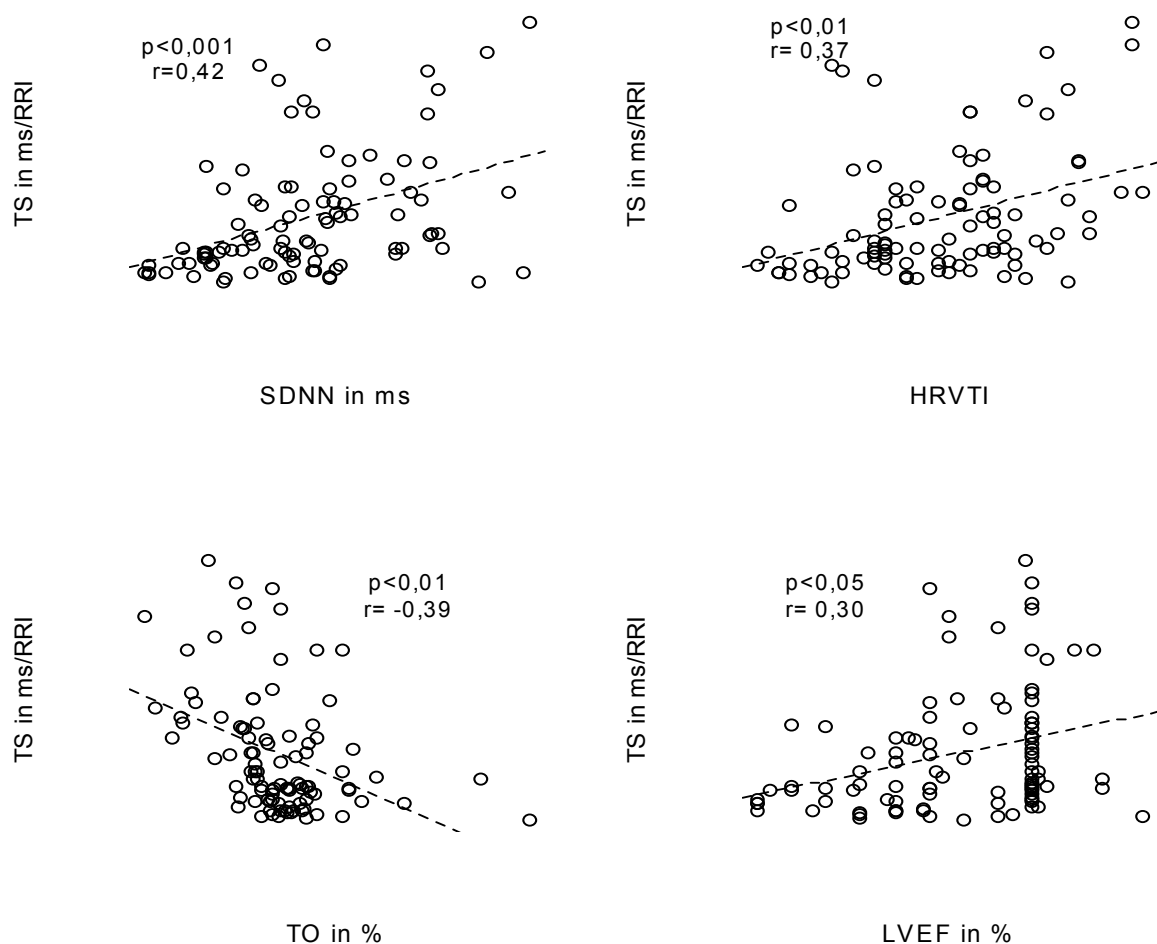 p<0,001
r=0,42
TS in ms/RRI
SDNN in ms
p<0,01
r= 0,37
TS in ms/RRI
HRVTI
p<0,01
r= -0,39
TS in ms/RRI
TO in %
p<0,05
r= 0,30
TS in ms/RRI
LVEF in %